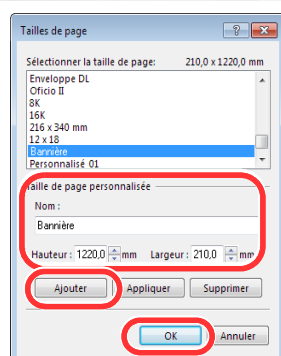 Tailles de page
Sélectionner la taille de page: 210,0 x 1220,0 mm
Enveloppe DL
Oficio II
8K
16K
216 x 340 mm
12 x 18
Bannière
Personnalisé 01
Taille de page personnalisée
Nom :
Bannière
Hauteur : 1220,0 mm Largeur : 210,0 mm
Ajouter Appliquer Supprimer
OK Annuler